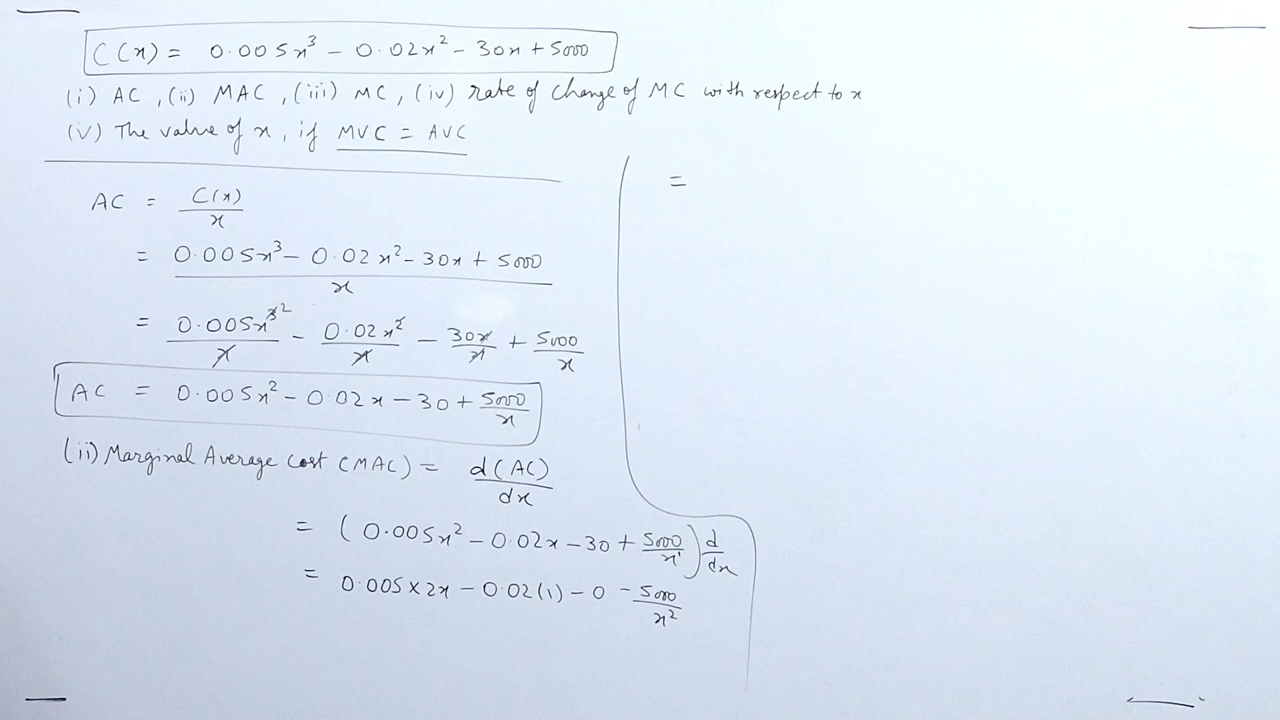 C(x) = 0.005x³ - 0.02x² - 30x + 5000
(i) AC, (ii) MAC, (iii) MC, (iv) rate of change of MC with respect to x
(v) The value of x, if MVC = AVC
AC = C(x)/x
= (0.005x³ - 0.02x² - 30x + 5000)/x
= 0.005x³²/x - 0.02x²/x - 30x/x + 5000/x
AC = 0.005x² - 0.02x - 30 + 5000/x
(ii) Marginal Average Cost (MAC) = d(AC)/dx
= (0.005x² - 0.02x - 30 + 5000/x¹) d/dx
= 0.005 × 2x - 0.02(1) - 0 - 5000/x²
=